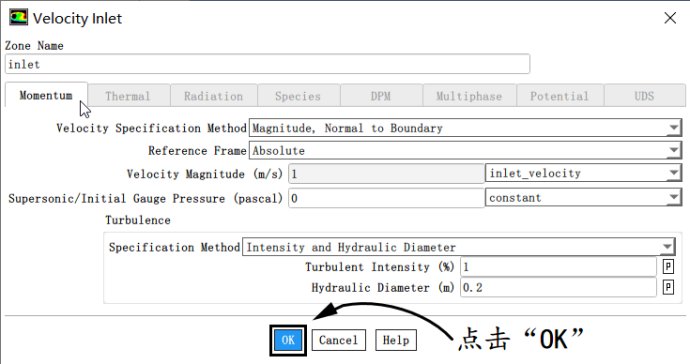 Velocity Inlet
Zone Name
inlet
Momentum Thermal Radiation Species DPM Multiphase Potential UDS
Velocity Specification Method Magnitude, Normal to Boundary
Reference Frame Absolute
Velocity Magnitude (m/s) 1 inlet_velocity
Supersonic/Initial Gauge Pressure (pascal) 0 constant
Turbulence
Specification Method Intensity and Hydraulic Diameter
Turbulent Intensity (%) 1 P
Hydraulic Diameter (m) 0.2 P
OK Cancel Help 点击“OK”